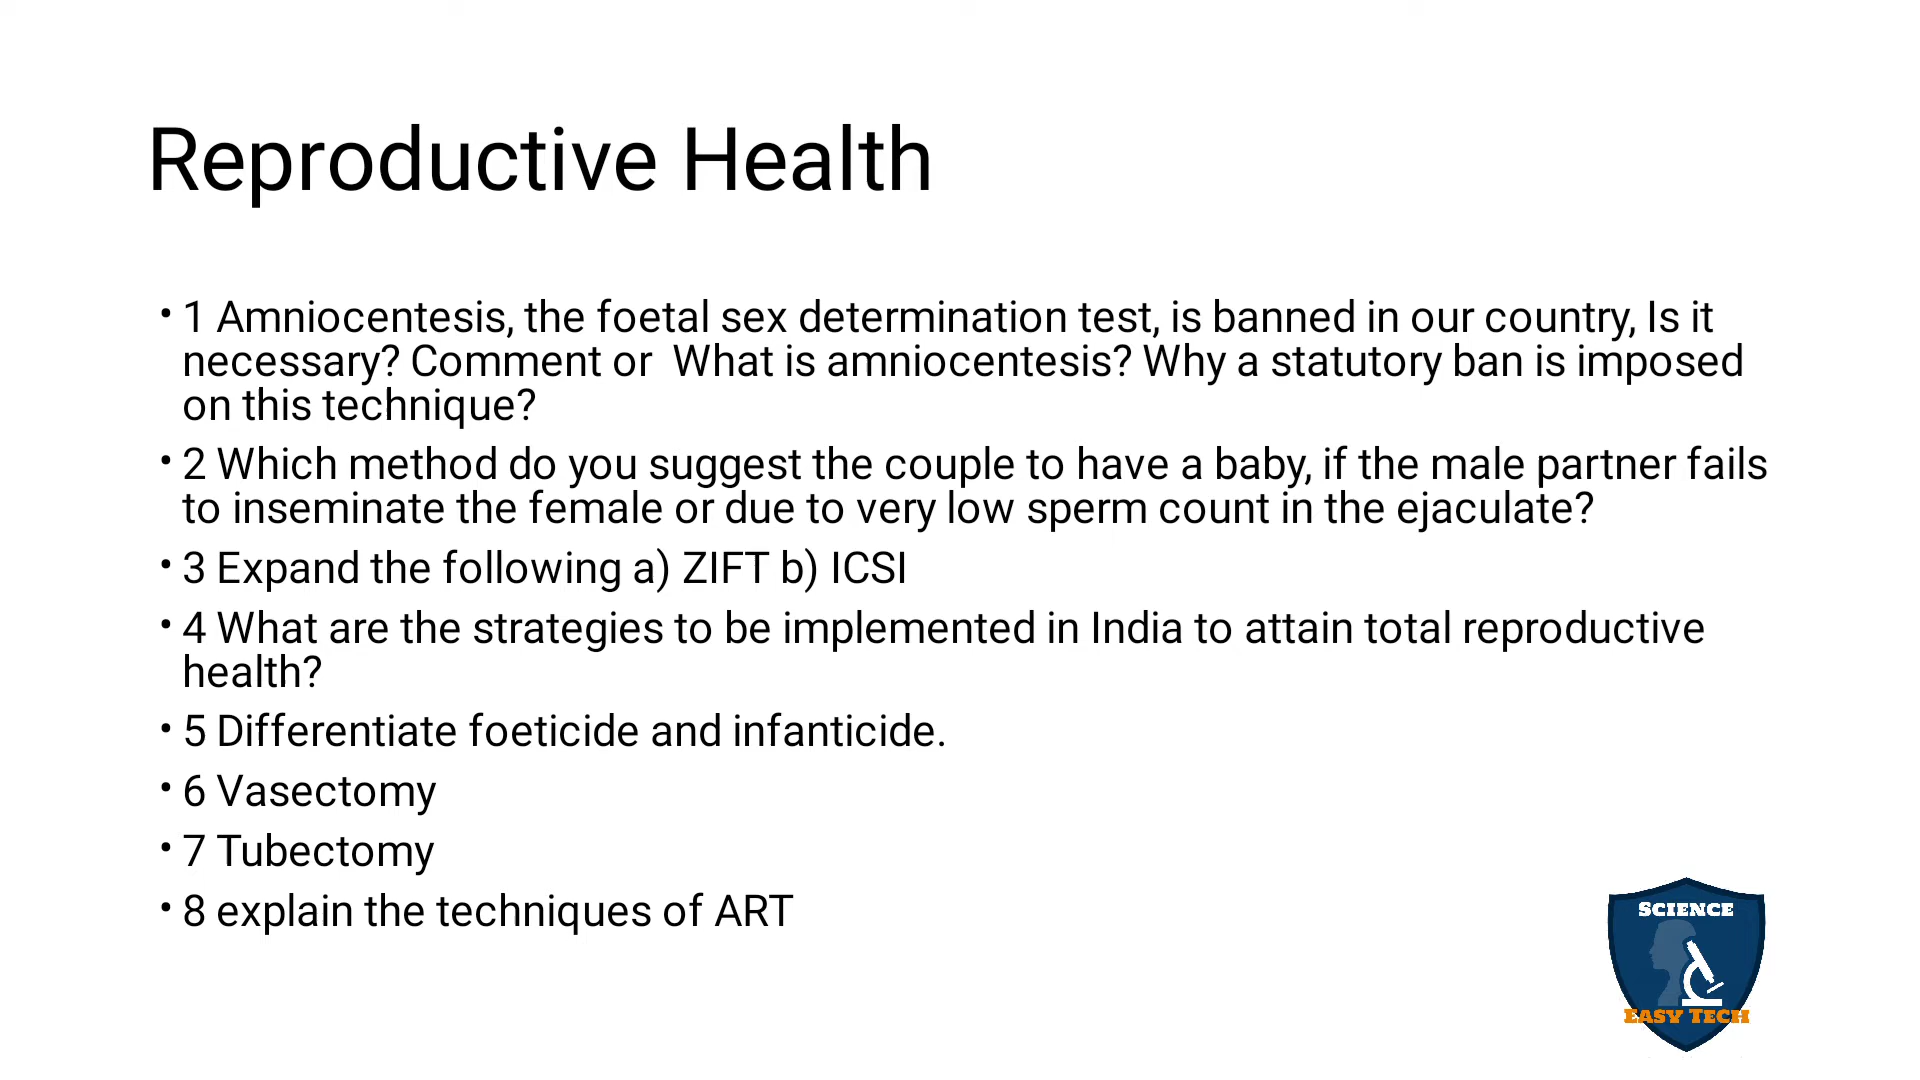 Reproductive Health
• 1 Amniocentesis, the foetal sex determination test, is banned in our country, Is it
necessary? Comment or  What is amniocentesis? Why a statutory ban is imposed
on this technique?
• 2 Which method do you suggest the couple to have a baby, if the male partner fails
to inseminate the female or due to very low sperm count in the ejaculate?
• 3 Expand the following a) ZIFT b) ICSI
• 4 What are the strategies to be implemented in India to attain total reproductive
health?
• 5 Differentiate foeticide and infanticide.
• 6 Vasectomy
• 7 Tubectomy
• 8 explain the techniques of ART
SCIENCE
EASY TECH